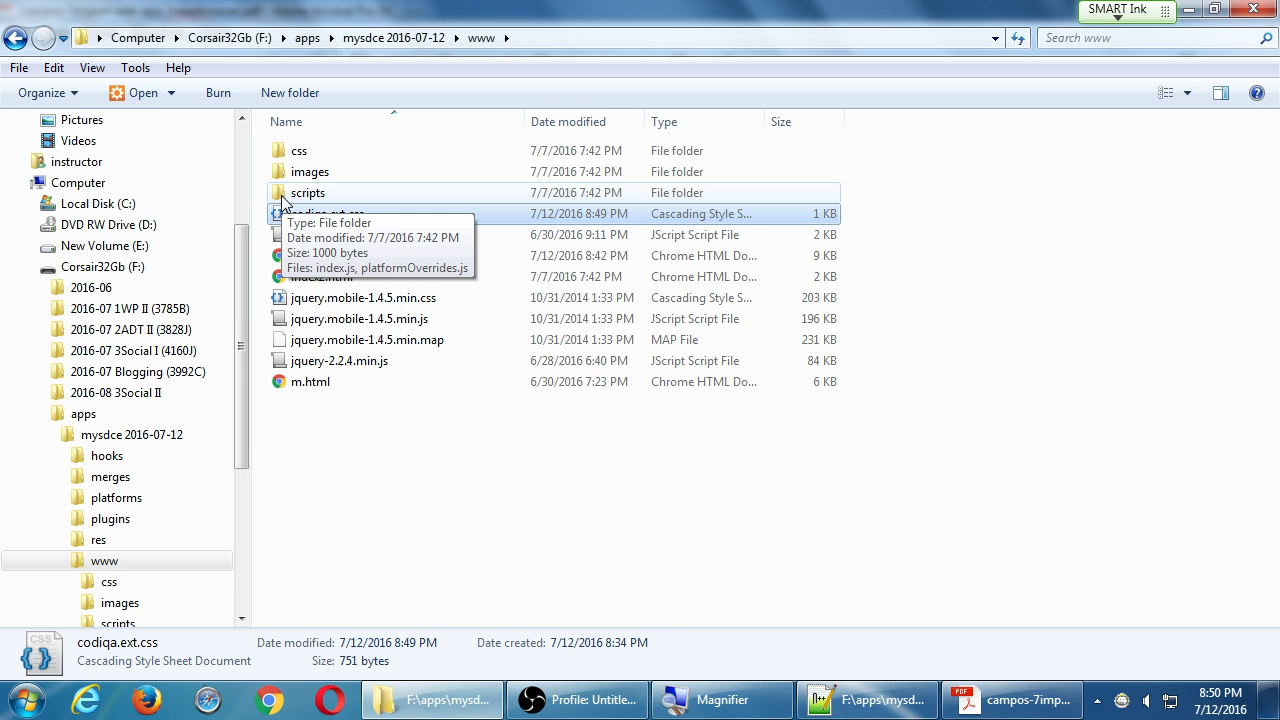 SMART Ink
Computer Corsair32Gb (F:) apps mysdce 2016-07-12 www
Search www
File Edit View Tools Help
Organize Open Burn New folder
Name Date modified Type Size
Pictures
Videos
instructor
Computer
Local Disk (C:)
DVD RW Drive (D:)
New Volume (E:)
Corsair32Gb (F:)
2016-06
2016-07 1WP II (3785B)
2016-07 2ADT II (3828J)
2016-07 3Social I (4160J)
2016-07 Blogging (3992C)
2016-08 3Social II
apps
mysdce 2016-07-12
hooks
merges
platforms
plugins
res
www
css
images
scripts
css 7/7/2016 7:42 PM File folder
images 7/7/2016 7:42 PM File folder
scripts 7/7/2016 7:42 PM File folder
codiqa.ext.css 7/12/2016 8:49 PM Cascading Style S... 1 KB
6/30/2016 9:11 PM JScript Script File 2 KB
7/12/2016 8:42 PM Chrome HTML Do... 9 KB
index2.html 7/7/2016 7:42 PM Chrome HTML Do... 2 KB
jquery.mobile-1.4.5.min.css 10/31/2014 1:33 PM Cascading Style S... 203 KB
jquery.mobile-1.4.5.min.js 10/31/2014 1:33 PM JScript Script File 196 KB
jquery.mobile-1.4.5.min.map 10/31/2014 1:33 PM MAP File 231 KB
jquery-2.2.4.min.js 6/28/2016 6:40 PM JScript Script File 84 KB
m.html 6/30/2016 7:23 PM Chrome HTML Do... 6 KB
Type: File folder
Date modified: 7/7/2016 7:42 PM
Size: 1000 bytes
Files: index.js, platformOverrides.js
codiqa.ext.css Date modified: 7/12/2016 8:49 PM Date created: 7/12/2016 8:34 PM
Cascading Style Sheet Document Size: 751 bytes
CSS
F:\apps\mysd... Profile: Untitle... Magnifier F:\apps\mysd... PDF campos-7imp...
8:50 PM
7/12/2016